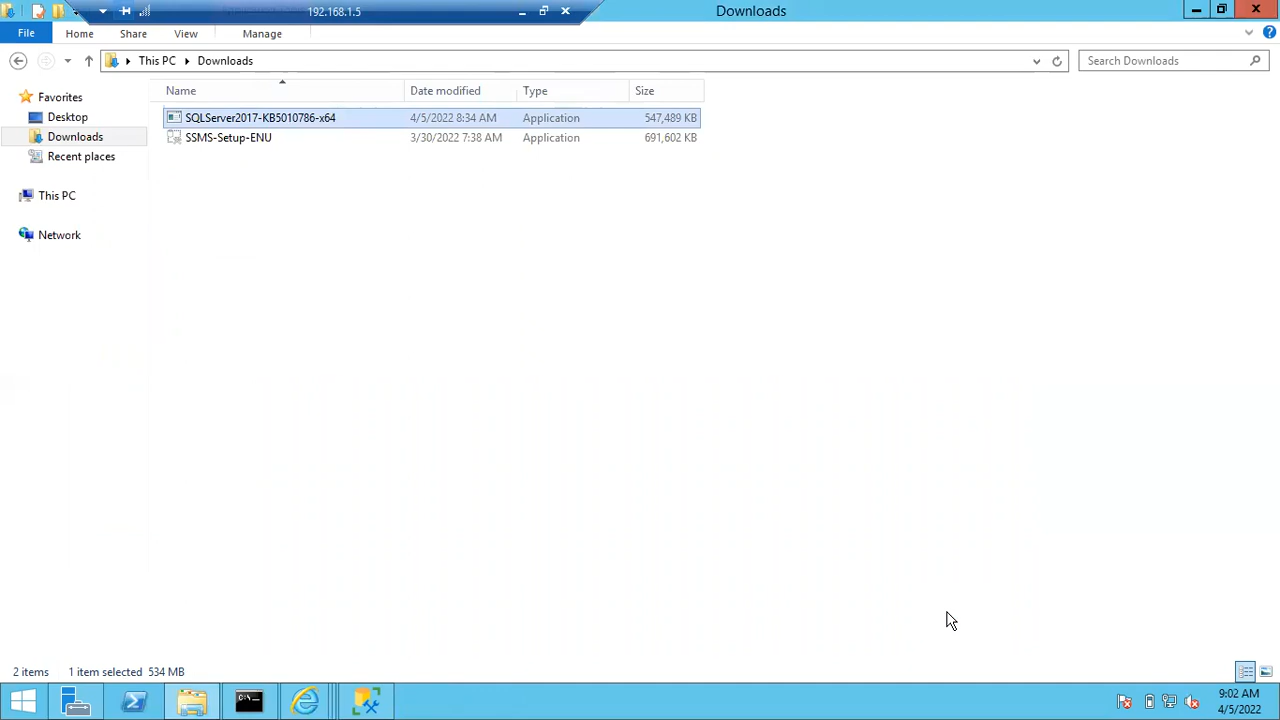 192.168.1.5
Downloads
File Home Share View Manage
This PC Downloads
Search Downloads
Name Date modified Type Size
Favorites
Desktop
Downloads
Recent places
This PC
Network
SQLServer2017-KB5010786-x64 4/5/2022 8:34 AM Application 547,489 KB
SSMS-Setup-ENU 3/30/2022 7:38 AM Application 691,602 KB
2 items 1 item selected 534 MB
9:02 AM
4/5/2022